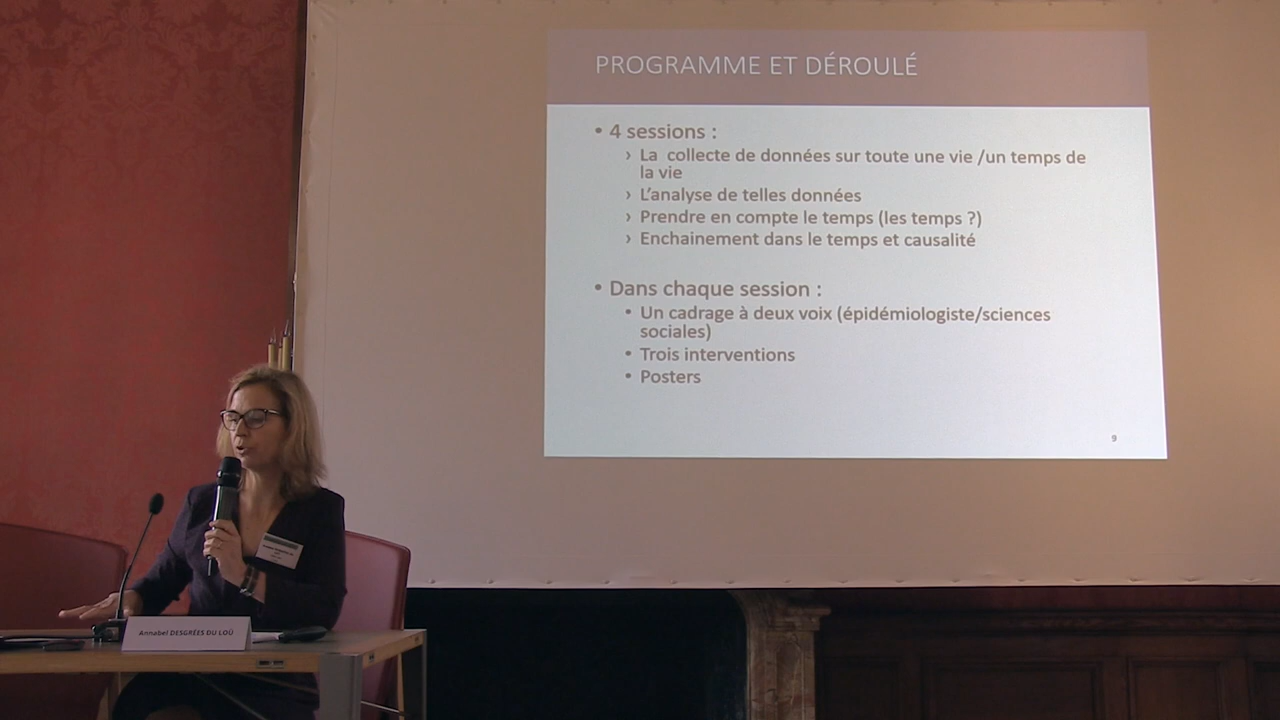 PROGRAMME ET DÉROULÉ
• 4 sessions :
› La collecte de données sur toute une vie /un temps de
la vie
› L'analyse de telles données
› Prendre en compte le temps (les temps ?)
› Enchainement dans le temps et causalité
• Dans chaque session :
• Un cadrage à deux voix (épidémiologiste/sciences
sociales)
• Trois interventions
• Posters
9
Annabel DESGRÉES DU LOÛ